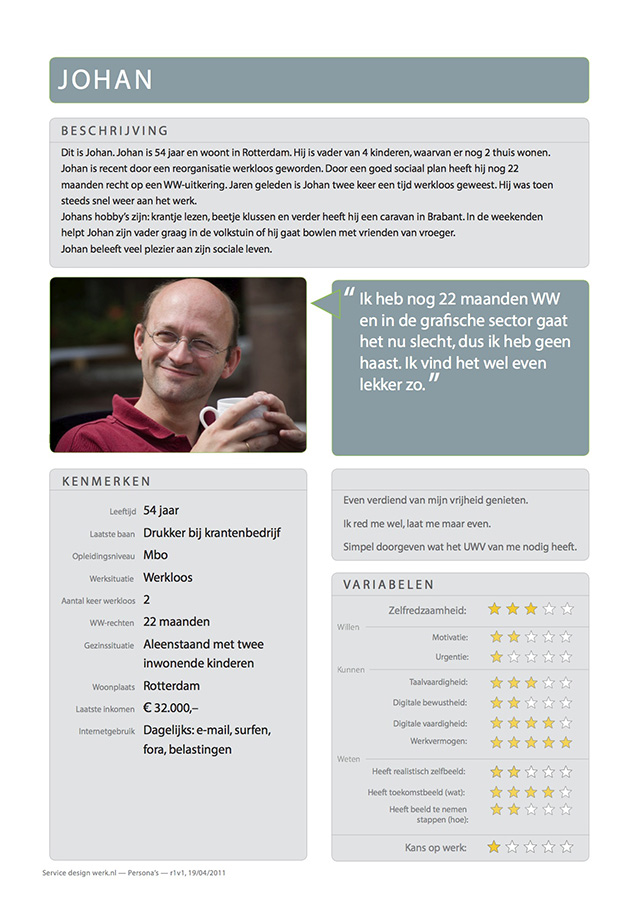 JOHAN
BESCHRIJVING
Dit is Johan. Johan is 54 jaar en woont in Rotterdam. Hij is vader van 4 kinderen, waarvan er nog 2 thuis wonen.
Johan is recent door een reorganisatie werkloos geworden. Door een goed sociaal plan heeft hij nog 22
maanden recht op een WW-uitkering. Jaren geleden is Johan twee keer een tijd werkloos geweest. Hij was toen
steeds snel weer aan het werk.
Johans hobby's zijn: krantje lezen, beetje klussen en verder heeft hij een caravan in Brabant. In de weekenden
helpt Johan zijn vader graag in de volkstuin of hij gaat bowlen met vrienden van vroeger.
Johan beleeft veel plezier aan zijn sociale leven.
“ Ik heb nog 22 maanden WW
en in de grafische sector gaat
het nu slecht, dus ik heb geen
haast. Ik vind het wel even
lekker zo. ”
KENMERKEN
Leeftijd 54 jaar
Laatste baan Drukker bij krantenbedrijf
Opleidingsniveau Mbo
Werksituatie Werkloos
Aantal keer werkloos 2
WW-rechten 22 maanden
Gezinssituatie Aleenstaand met twee
inwonende kinderen
Woonplaats Rotterdam
Laatste inkomen € 32.000,–
Internetgebruik Dagelijks: e-mail, surfen,
fora, belastingen
Even verdiend van mijn vrijheid genieten.
Ik red me wel, laat me maar even.
Simpel doorgeven wat het UWV van me nodig heeft.
VARIABELEN
Zelfredzaamheid:
Willen
Motivatie:
Urgentie:
Kunnen
Taalvaardigheid:
Digitale bewustheid:
Digitale vaardigheid:
Werkvermogen:
Weten
Heeft realistisch zelfbeeld:
Heeft toekomstbeeld (wat):
Heeft beeld te nemen
stappen (hoe):
Kans op werk:
Service design werk.nl — Persona's — r1v1, 19/04/2011